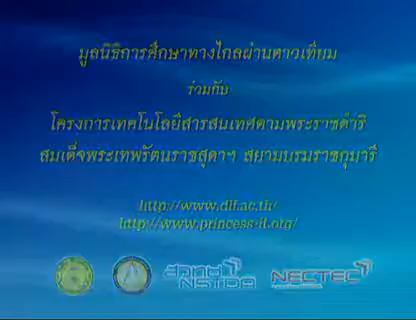 มูลนิธิการศึกษาทางไกลผ่านดาวเทียม
ร่วมกับ
โครงการเทคโนโลยีสารสนเทศตามพระราชดำริ
สมเด็จพระเทพรัตนราชสุดาฯ สยามบรมราชกุมารี
http://www.dlf.ac.th/
http://www.princess-it.org/
สวทช
NSTDA
NECTEC